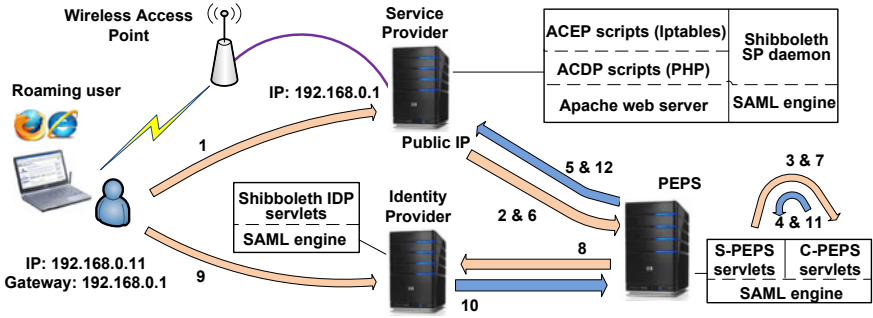 Wireless Access
Point
Service
Provider
ACEP scripts (Iptables)
ACDP scripts (PHP)
Apache web server
Shibboleth
SP daemon
SAML engine
Roaming user
IP: 192.168.0.1
1
Public IP
5 & 12
3 & 7
PEPS
4 & 11
Shibboleth IDP
servlets
SAML engine
Identity
Provider
2 & 6
8
S-PEPS
servlets
C-PEPS
servlets
SAML engine
IP: 192.168.0.11
Gateway: 192.168.0.1
9
10